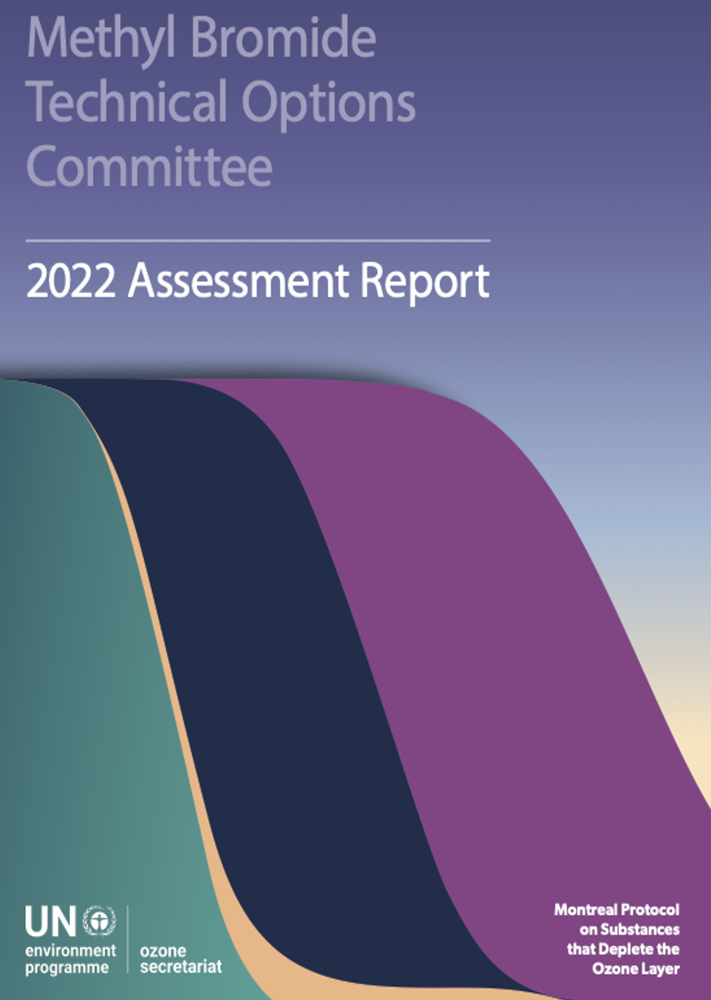 Methyl Bromide
Technical Options
Committee
2022 Assessment Report
UN
environment
programme
ozone
secretariat
Montreal Protocol
on Substances
that Deplete the
Ozone Layer